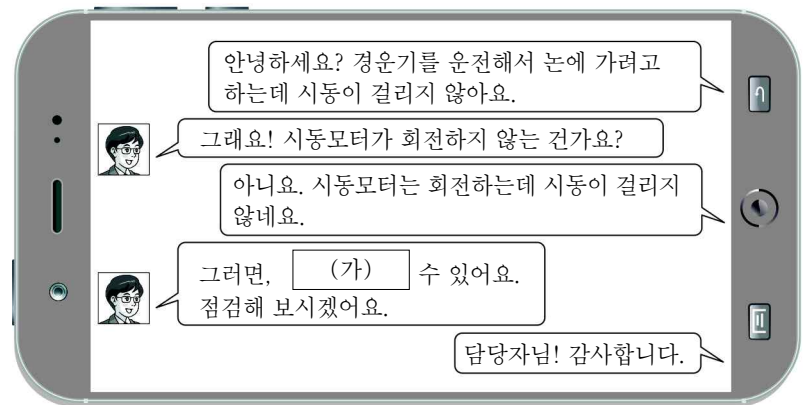 안녕하세요? 경운기를 운전해서 논에 가려고
하는데 시동이 걸리지 않아요.
그래요! 시동모터가 회전하지 않는 건가요?
아니요. 시동모터는 회전하는데 시동이 걸리지
않네요.
그러면, (가) 수 있어요.
점검해 보시겠어요.
담당자님! 감사합니다.